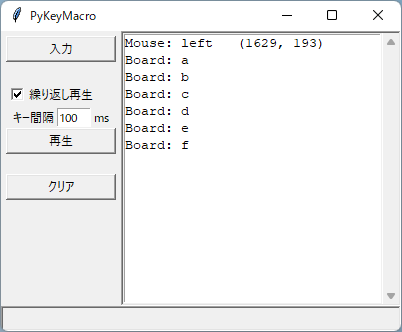 PyKeyMacro
入力
繰り返し再生
キー間隔 100 ms
再生
クリア
Mouse: left   (1629, 193)
Board: a
Board: b
Board: c
Board: d
Board: e
Board: f